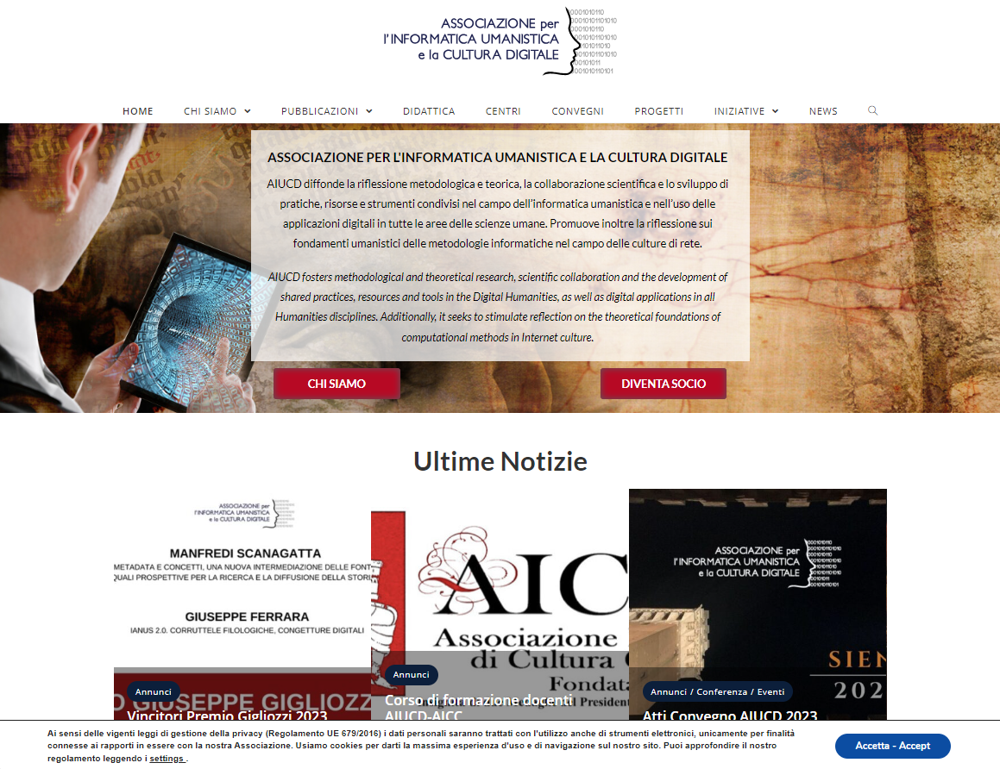 ASSOCIAZIONE per
l'INFORMATICA UMANISTICA
e la CULTURA DIGITALE
HOME CHI SIAMO PUBBLICAZIONI DIDATTICA CENTRI CONVEGNI PROGETTI INIZIATIVE NEWS
ASSOCIAZIONE PER L'INFORMATICA UMANISTICA E LA CULTURA DIGITALE
AIUCD diffonde la riflessione metodologica e teorica, la collaborazione scientifica e lo sviluppo di
pratiche, risorse e strumenti condivisi nel campo dell'informatica umanistica e nell'uso delle
applicazioni digitali in tutte le aree delle scienze umane. Promuove inoltre la riflessione sui
fondamenti umanistici delle metodologie informatiche nel campo delle culture di rete.
AIUCD fosters methodological and theoretical research, scientific collaboration and the development of
shared practices, resources and tools in the Digital Humanities, as well as digital applications in all
Humanities disciplines. Additionally, it seeks to stimulate reflection on the theoretical foundations of
computational methods in Internet culture.
CHI SIAMO
DIVENTA SOCIO
Ultime Notizie
ASSOCIAZIONE per
l'INFORMATICA UMANISTICA
e la CULTURA DIGITALE
MANFREDI SCANAGATTA
METADATA E CONCETTI, UNA NUOVA INTERMEDIAZIONE DELLE FONT
QUALI PROSPETTIVE PER LA RICERCA E LA DIFFUSIONE DELLA STORI
GIUSEPPE FERRARA
IANUS 2.0. CORRUTTELE FILOLOGICHE, CONGETTURE DIGITALI
Annunci
O GIUSEPPE GIGLIOZZI
Vincitori Premio Gigliozzi 2023
AIC
Associazione
di Cultura
Fondata
Annunci
Corso di formazione docenti
AIUCD-AICC
ASSOCIAZIONE per
l'INFORMATICA UMANISTICA
e la CULTURA DIGITALE
SIEN
202
Annunci / Conferenza / Eventi
Atti Convegno AIUCD 2023
Ai sensi delle vigenti leggi di gestione della privacy (Regolamento UE 679/2016) i dati personali saranno trattati con l'utilizzo anche di strumenti elettronici, unicamente per finalità
connesse ai rapporti in essere con la nostra Associazione. Usiamo cookies per darti la massima esperienza d'uso e di navigazione sul nostro sito. Puoi approfondire il nostro
regolamento leggendo i settings .
Accetta - Accept